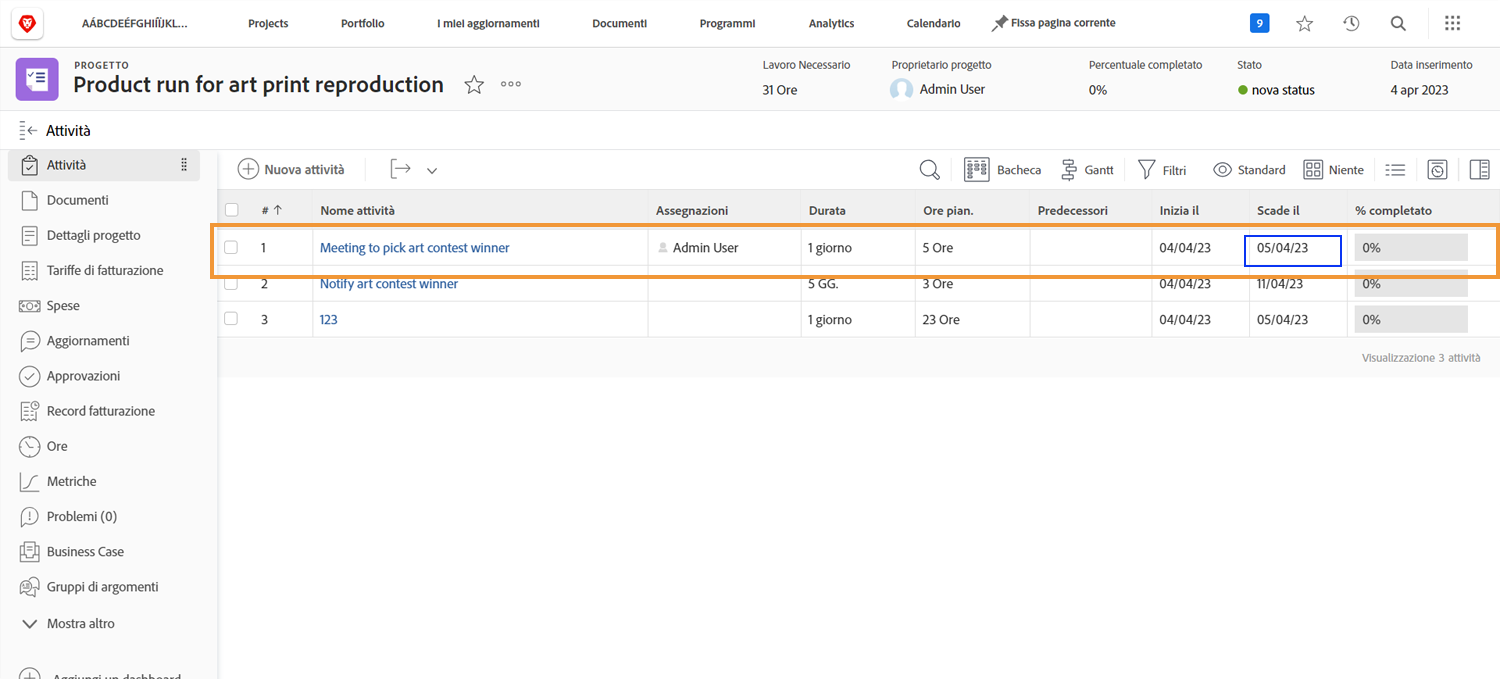 AÁBCDEÉFGHIÍÏJKL... Projects Portfolio I miei aggiornamenti Documenti Programmi Analytics Calendario Fissa pagina corrente 9
PROGETTO
Product run for art print reproduction
Lavoro Necessario Proprietario progetto Percentuale completato Stato Data inserimento
31 Ore Admin User 0% nova status 4 apr 2023
Attività
Attività
Documenti
Dettagli progetto
Tariffe di fatturazione
Spese
Aggiornamenti
Approvazioni
Record fatturazione
Ore
Metriche
Problemi (0)
Business Case
Gruppi di argomenti
Mostra altro
Aggiungi un dashboard
Nuova attività Bacheca Gantt Filtri Standard Niente
# Nome attività Assegnazioni Durata Ore pian. Predecessori Inizia il Scade il % completato
1 Meeting to pick art contest winner Admin User 1 giorno 5 Ore 04/04/23 05/04/23 0%
2 Notify art contest winner 5 GG. 3 Ore 04/04/23 11/04/23 0%
3 123 1 giorno 23 Ore 04/04/23 05/04/23 0%
Visualizzazione 3 attività